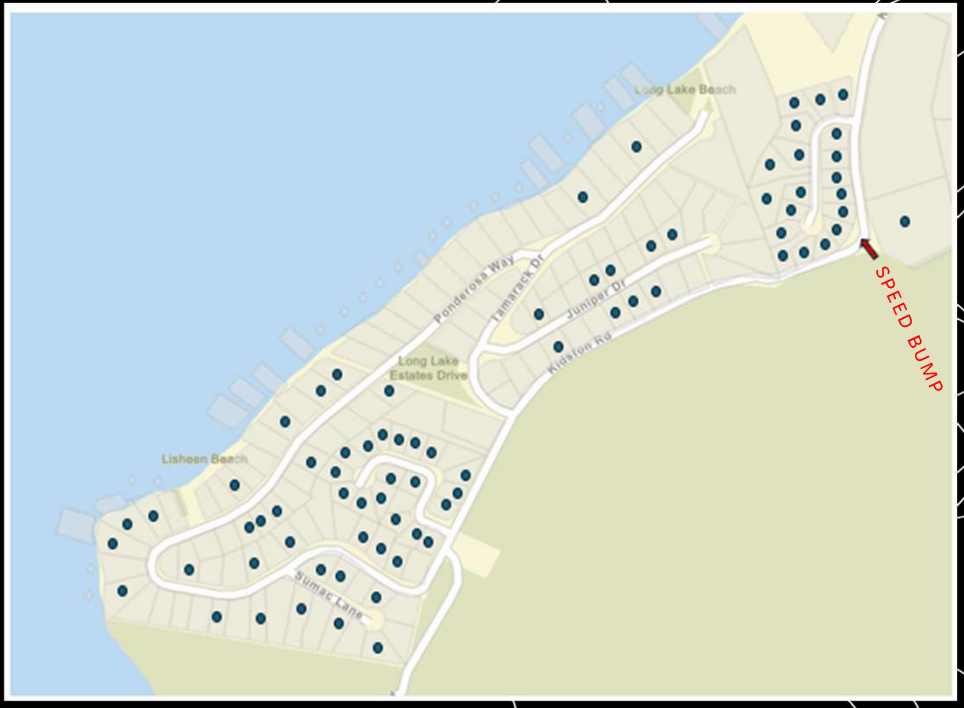 Long Lake Beach
Ponderosa Way
Tamarack Dr
Juniper Dr
Kidston Rd
SPEED BUMP
Long Lake
Estates Drive
Lisheen Beach
Sumac Lane